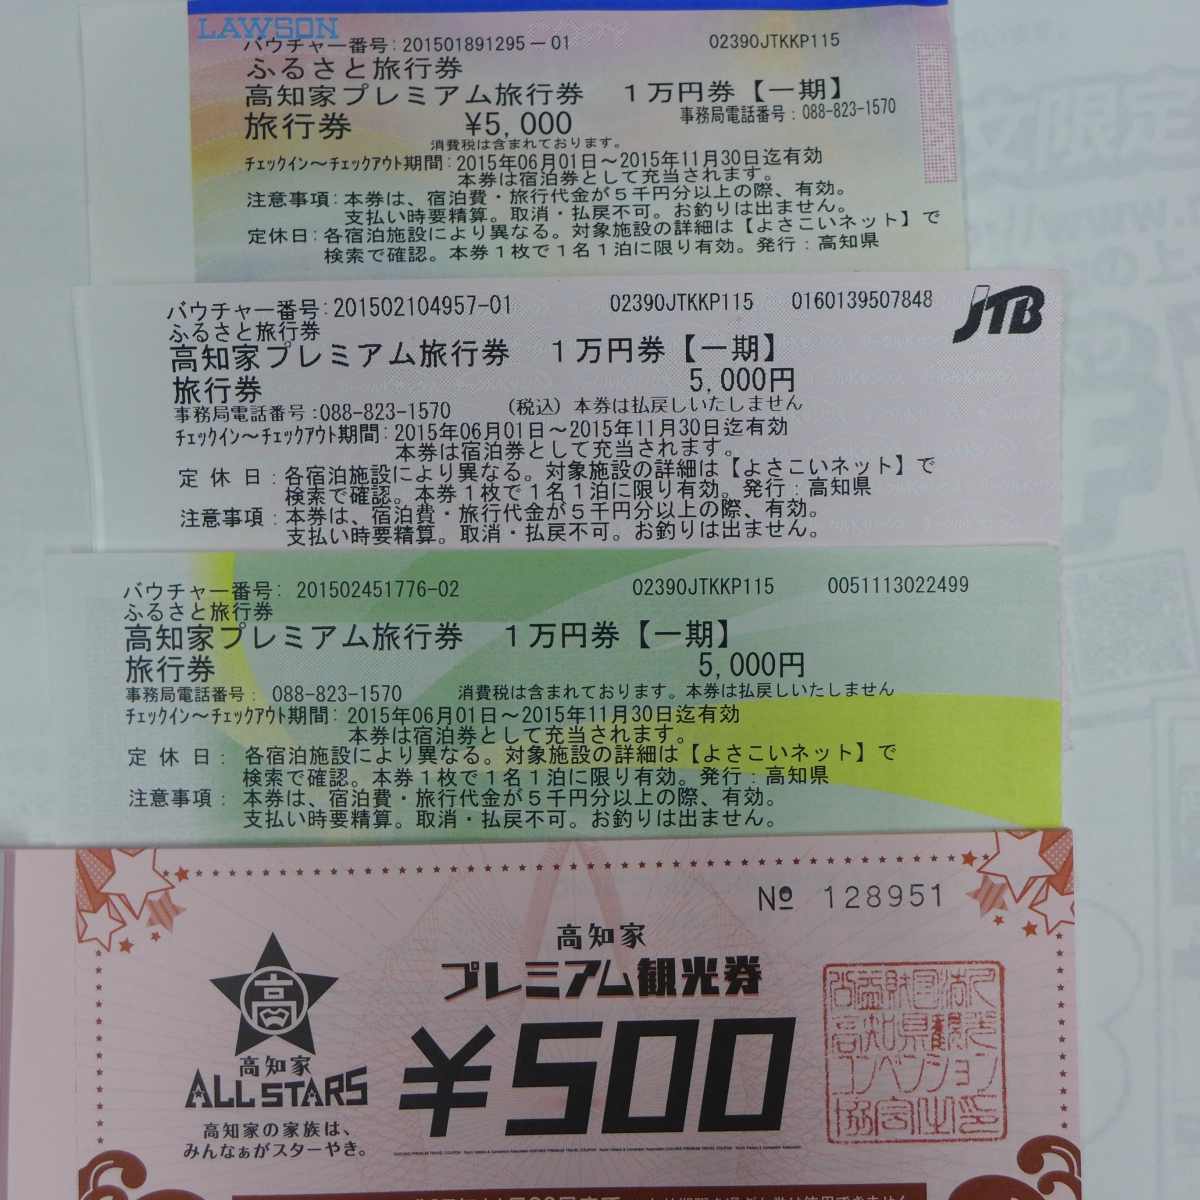 LAWSON
バウチャー番号:201501891295-01 02390JTKKP115
ふるさと旅行券
高知家プレミアム旅行券 1万円券【一期】
旅行券 ¥5,000 事務局電話番号:088-823-1570
消費税は含まれております。
チェックイン～チェックアウト期間:2015年06月01日～2015年11月30日迄有効
本券は宿泊券として充当されます。
注意事項:本券は、宿泊費・旅行代金が5千円分以上の際、有効。
支払い時要精算。取消・払戻不可。お釣りは出ません。
定休日:各宿泊施設により異なる。対象施設の詳細は【よさこいネット】で
検索で確認。本券1枚で1名1泊に限り有効。発行:高知県
バウチャー番号:201502104957-01 02390JTKKP115 0160139507848 JTB
ふるさと旅行券
高知家プレミアム旅行券 1万円券【一期】
旅行券 5,000円
事務局電話番号:088-823-1570 (税込)本券は払戻しいたしません
チェックイン～チェックアウト期間:2015年06月01日～2015年11月30日迄有効
本券は宿泊券として充当されます。
定休日:各宿泊施設により異なる。対象施設の詳細は【よさこいネット】で
検索で確認。本券1枚で1名1泊に限り有効。発行:高知県
注意事項:本券は、宿泊費・旅行代金が5千円分以上の際、有効。
支払い時要精算。取消・払戻不可。お釣りは出ません。
バウチャー番号: 201502451776-02 02390JTKKP115 0051113022499
ふるさと旅行券
高知家プレミアム旅行券 1万円券【一期】
旅行券 5,000円
事務局電話番号: 088-823-1570 消費税は含まれております。本券は払戻しいたしません
チェックイン～チェックアウト期間: 2015年06月01日～2015年11月30日迄有効
本券は宿泊券として充当されます。
定休日: 各宿泊施設により異なる。対象施設の詳細は【よさこいネット】で
検索で確認。本券1枚で1名1泊に限り有効。発行:高知県
注意事項: 本券は、宿泊費・旅行代金が5千円分以上の際、有効。
支払い時要精算。取消・払戻不可。お釣りは出ません。
№ 128951
高知家
プレミアム観光券
¥500
高
高知家
ALL STARS
高知家の家族は、
みんなぁがスターやき。
公益財団法人
高知県観光
コンベンション
協会之印